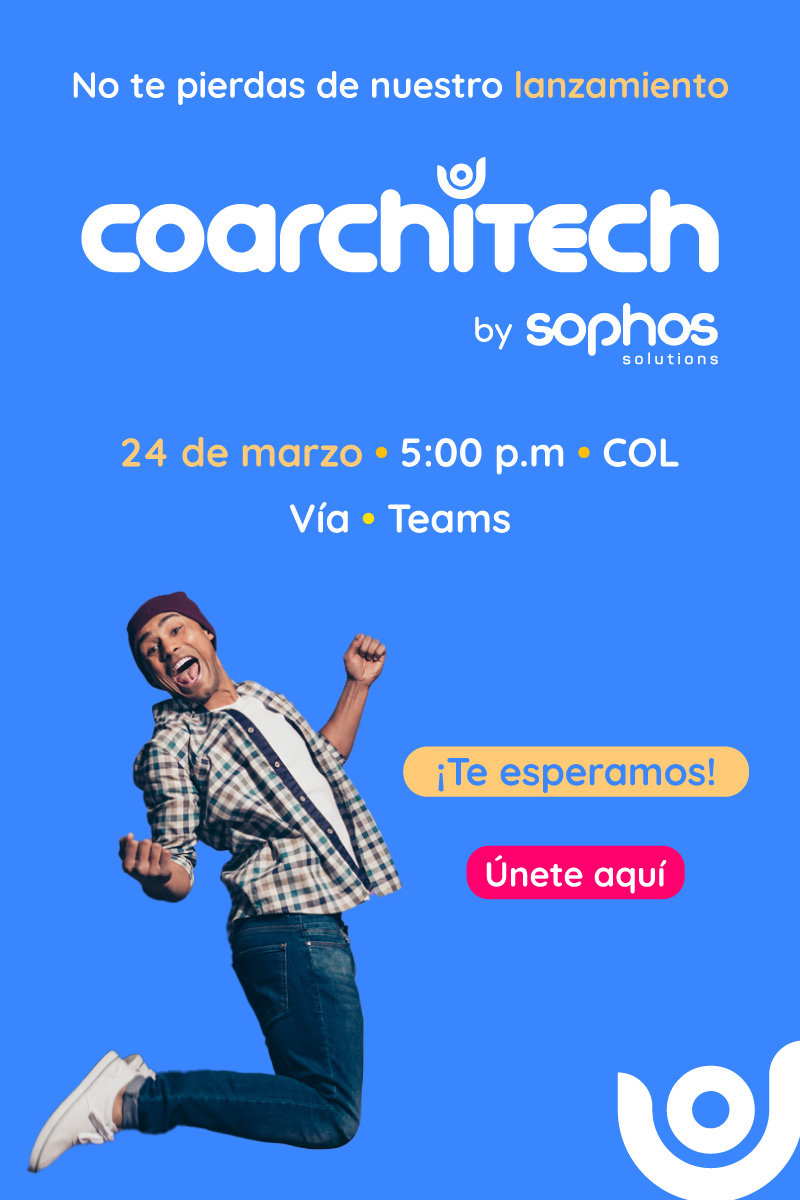 No te pierdas de nuestro lanzamiento
coarchitech
by sophos
solutions
24 de marzo • 5:00 p.m • COL
Vía • Teams
¡Te esperamos!
Únete aquí